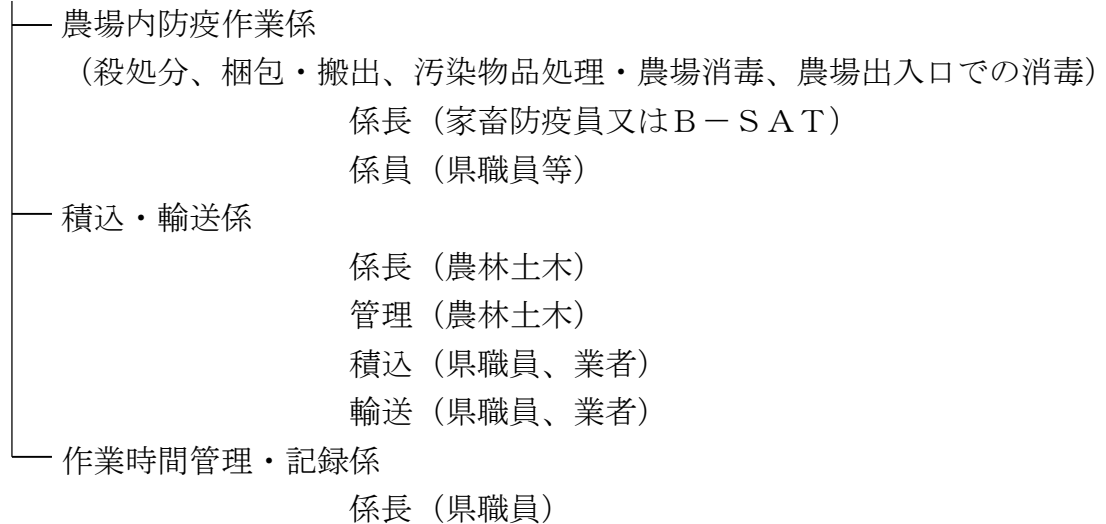 農場内防疫作業係
（殺処分、梱包・搬出、汚染物品処理・農場消毒、農場出入口での消毒）
係長（家畜防疫員又はＢ－ＳＡＴ）
係員（県職員等）
積込・輸送係
係長（農林土木）
管理（農林土木）
積込（県職員、業者）
輸送（県職員、業者）
作業時間管理・記録係
係長（県職員）